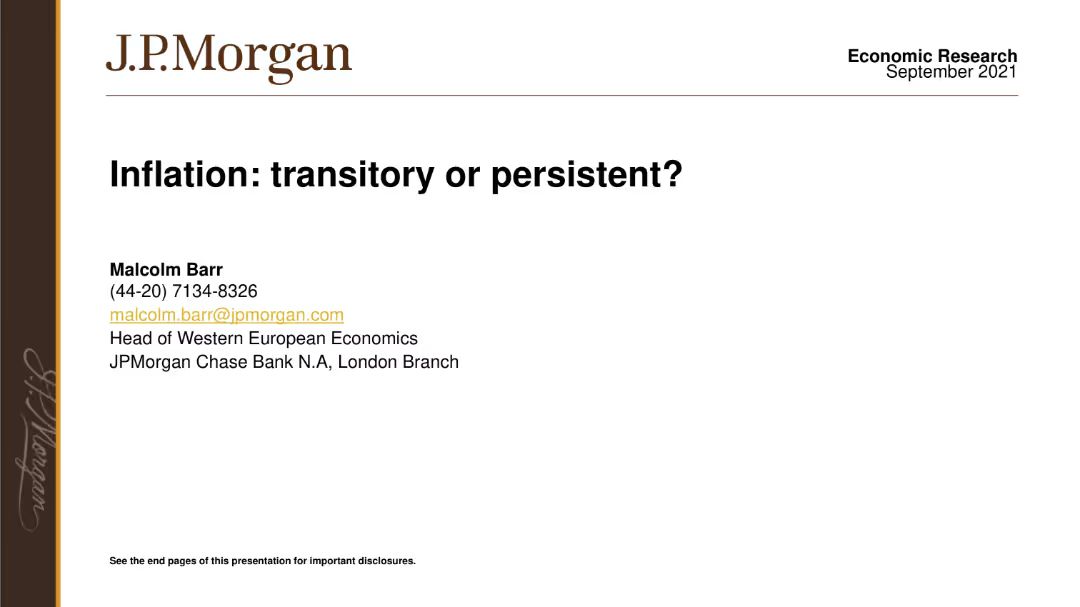 J.P.Morgan
Economic Research
September 2021
Inflation: transitory or persistent?
Malcolm Barr
(44-20) 7134-8326
malcolm.barr@jpmorgan.com
Head of Western European Economics
JPMorgan Chase Bank N.A, London Branch
J.P.Morgan
See the end pages of this presentation for important disclosures.